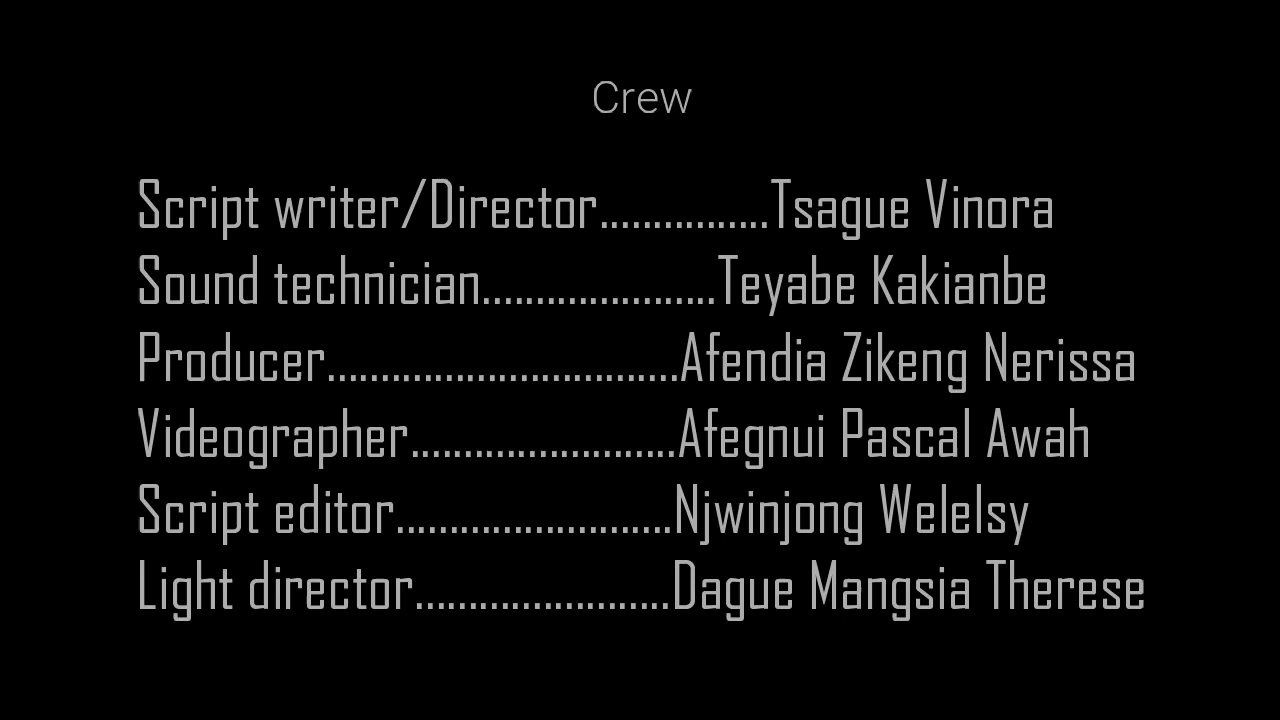 Crew
Script writer/Director................Tsague Vinora
Sound technician......................Teyabe Kakianbe
Producer.................................Afendia Zikeng Nerissa
Videographer.........................Afegnui Pascal Awah
Script editor..........................Njwinjong Welelsy
Light director........................Dague Mangsia Therese